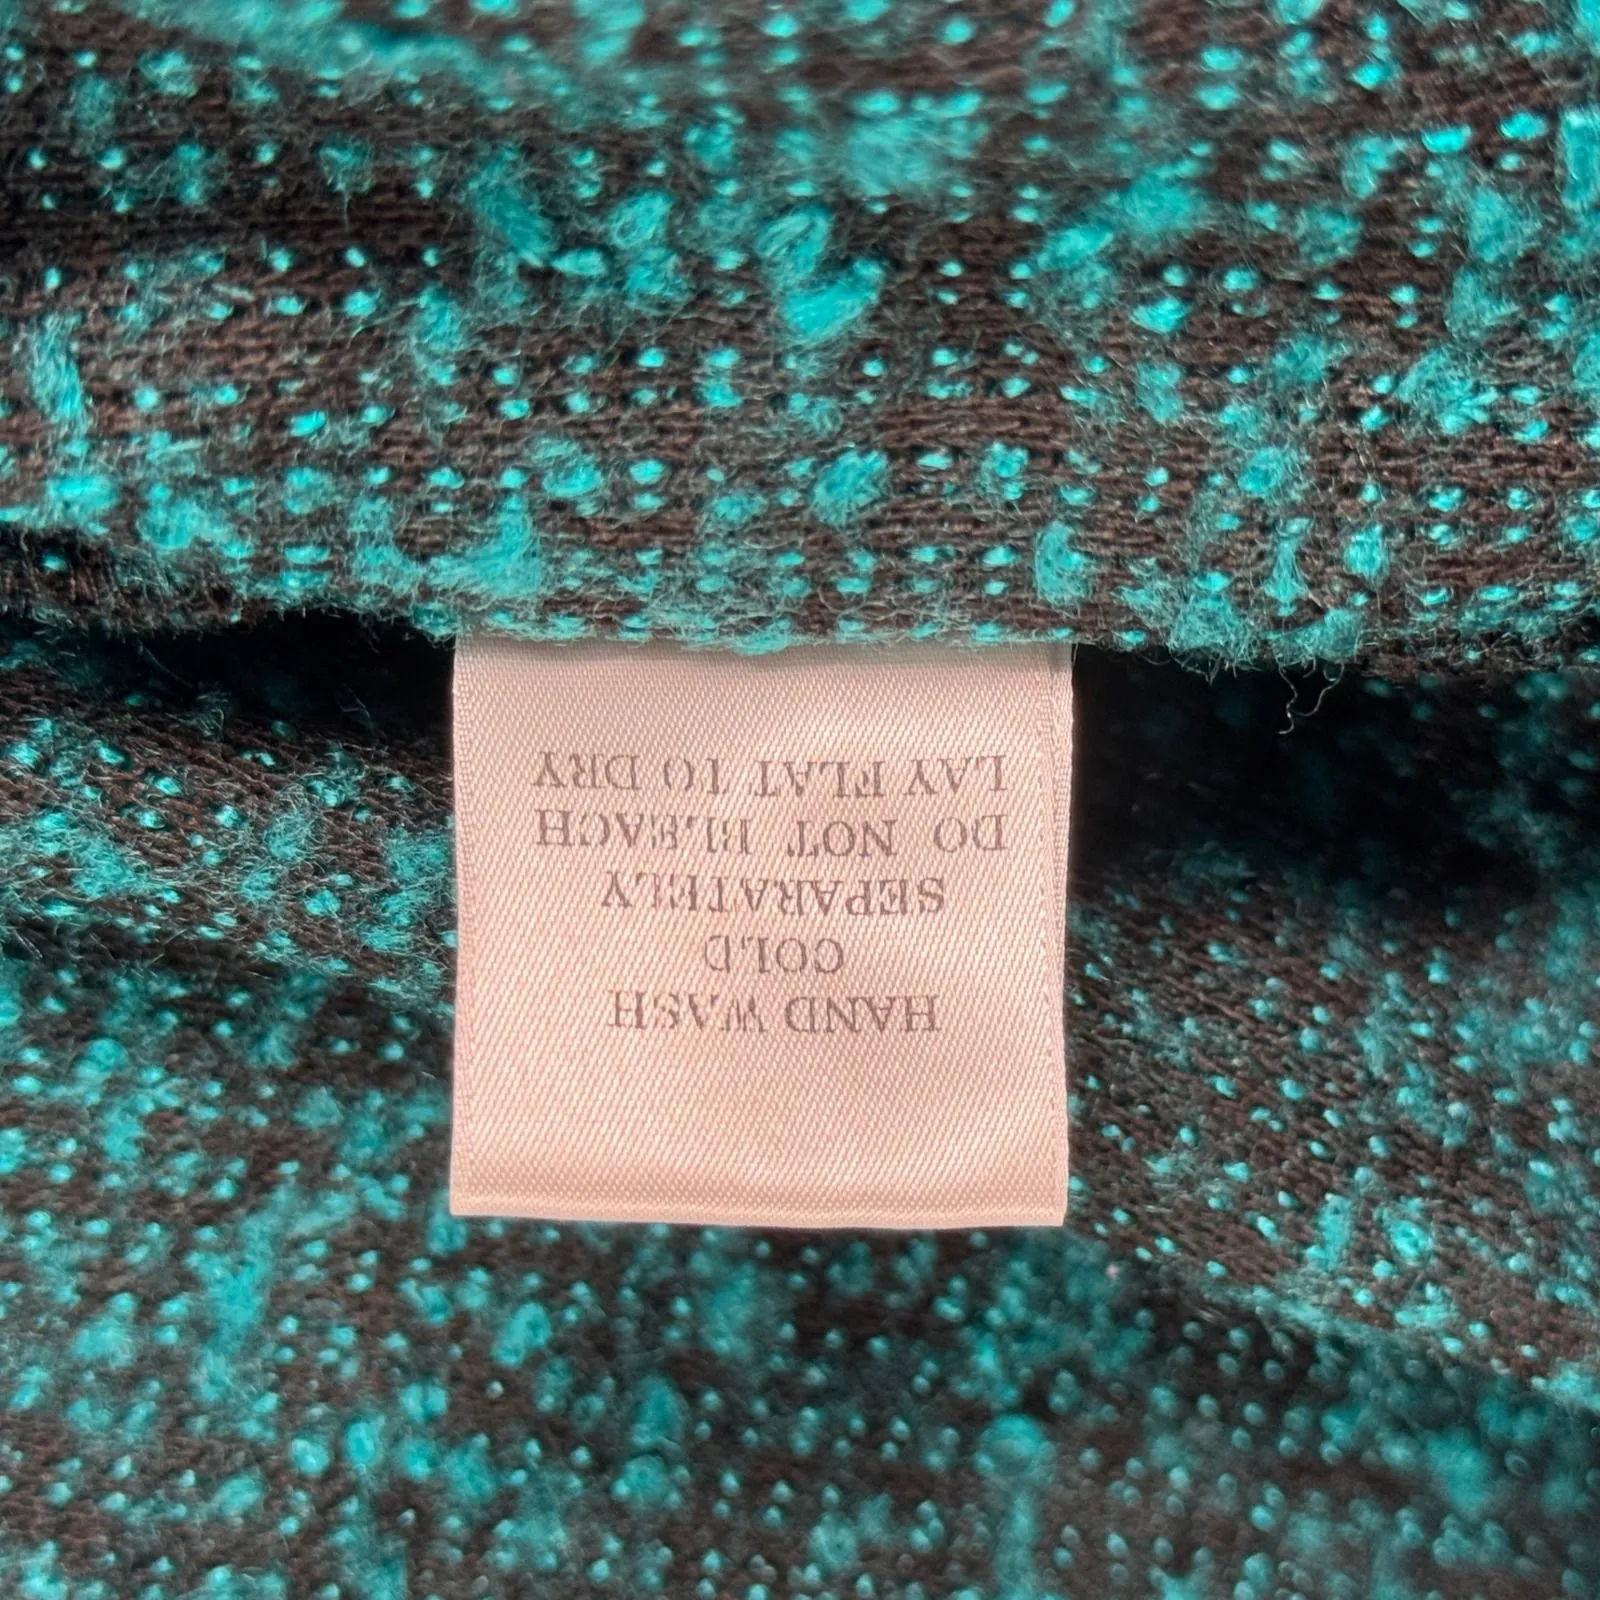 HAND WASH
COLD
SEPARATELY
DO NOT BLEACH
LAY FLAT TO DRY